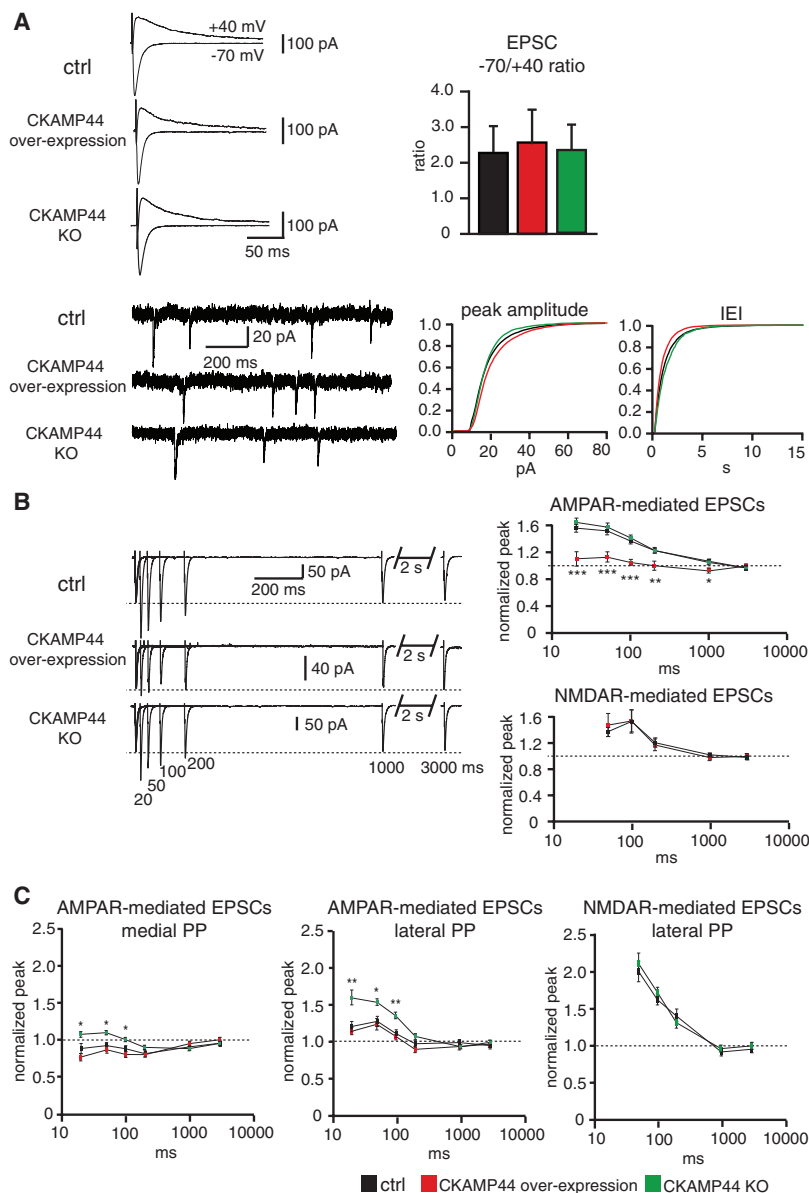 A
+40 mV
-70 mV
100 pA
ctrl
CKAMP44
over-expression
100 pA
CKAMP44
KO
100 pA
50 ms
EPSC
-70/+40 ratio
ratio
4.0
3.0
2.0
1.0
0.0
ctrl
20 pA
200 ms
CKAMP44
over-expression
CKAMP44
KO
peak amplitude
1.0
0.8
0.6
0.4
0.2
0.0
0 20 40 60 80
pA
IEI
1.0
0.8
0.6
0.4
0.2
0.0
0 5 10 15
s
B
ctrl
50 pA
200 ms
2 s
CKAMP44
over-expression
40 pA
2 s
CKAMP44
KO
50 pA
2 s
20
50
100
200
1000
3000 ms
AMPAR-mediated EPSCs
normalized peak
1.6
1.2
0.8
0.4
0
*** *** *** ** *
10 100 1000 10000
ms
NMDAR-mediated EPSCs
normalized peak
1.6
1.2
0.8
0.4
0
10 100 1000 10000
ms
C
AMPAR-mediated EPSCs
medial PP
normalized peak
2.5
2.0
1.5
1.0
0.5
0
* * *
10 100 1000 10000
ms
AMPAR-mediated EPSCs
lateral PP
normalized peak
2.5
2.0
1.5
1.0
0.5
0
** * **
10 100 1000 10000
ms
NMDAR-mediated EPSCs
lateral PP
normalized peak
2.5
2.0
1.5
1.0
0.5
0
10 100 1000 10000
ms
ctrl CKAMP44 over-expression CKAMP44 KO